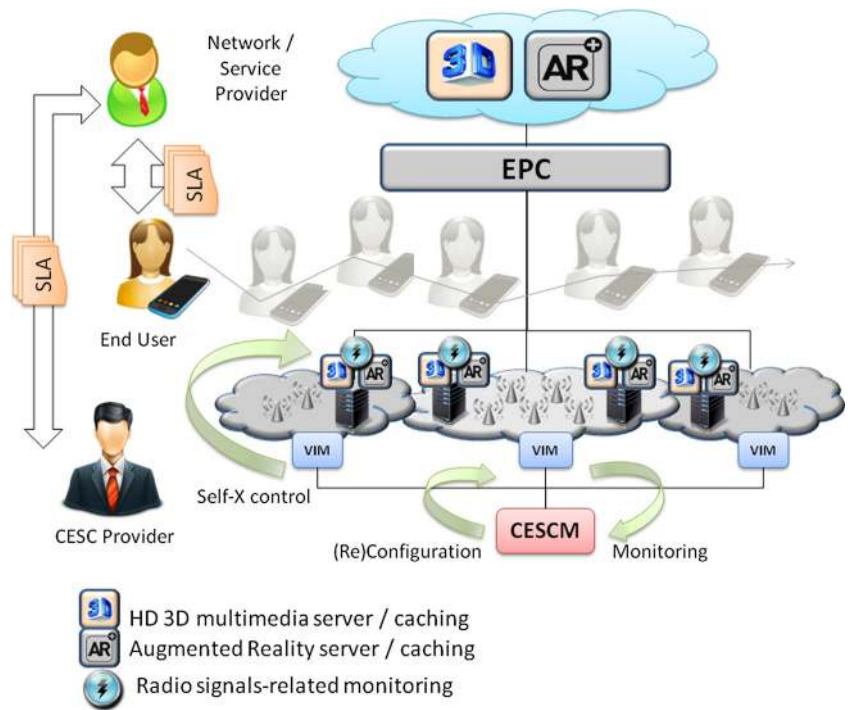 Network /
Service
Provider
3D
AR+
EPC
SLA
SLA
End User
3D
AR+
3D
AR+
3D
AR+
3D
AR+
VIM
VIM
VIM
Self-X control
CESC Provider
(Re)Configuration
CESCM
Monitoring
3D
HD 3D multimedia server / caching
AR+
Augmented Reality server / caching
Radio signals-related monitoring